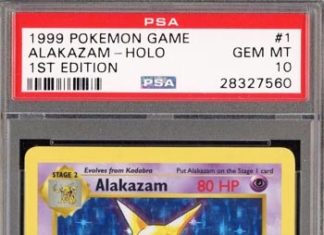 PSA
1999 POKEMON GAME #1
ALAKAZAM - HOLO GEM MT
1ST EDITION 10
PSA 28327560
STAGE 2 Evolves from Kadabra Put Alakazam on the Stage 1 card
Alakazam 80 HP